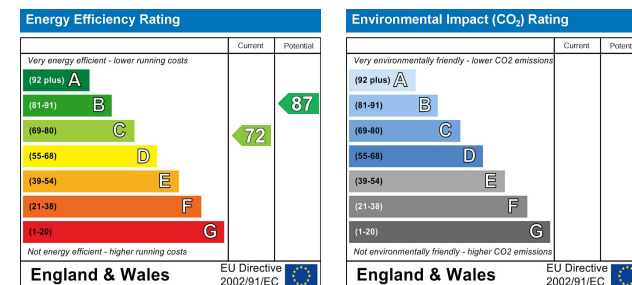 Energy Efficiency Rating
Current Potential
Very energy efficient - lower running costs
(92 plus) A
(81-91) B
87
(69-80) C
72
(55-68) D
(39-54) E
(21-38) F
(1-20) G
Not energy efficient - higher running costs
England & Wales
EU Directive
2002/91/EC
Environmental Impact (CO₂) Rating
Current Potent
Very environmentally friendly - lower CO2 emissions
(92 plus) A
(81-91) B
(69-80) C
(55-68) D
(39-54) E
(21-38) F
(1-20) G
Not environmentally friendly - higher CO2 emissions
England & Wales
EU Directive
2002/91/EC